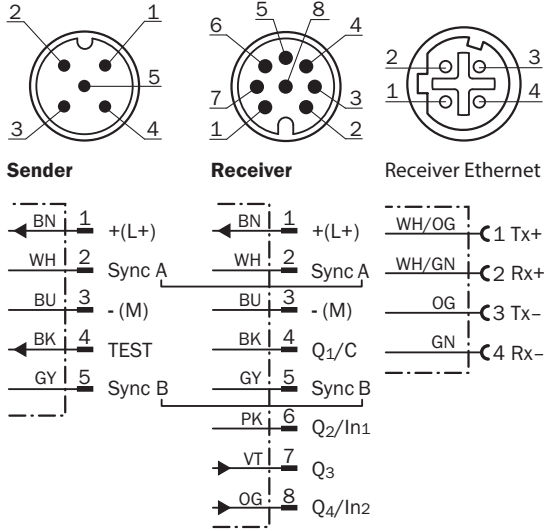 2 1 5 3 4
5 8 6 4 7 3 1 2
2 3 1 4
Sender
BN 1 +(L+)
WH 2 Sync A
BU 3 - (M)
BK 4 TEST
GY 5 Sync B
Receiver
BN 1 +(L+)
WH 2 Sync A
BU 3 - (M)
BK 4 Q1/C
GY 5 Sync B
PK 6 Q2/In1
VT 7 Q3
OG 8 Q4/In2
Receiver Ethernet
WH/OG 1 Tx+
WH/GN 2 Rx+
OG 3 Tx–
GN 4 Rx–